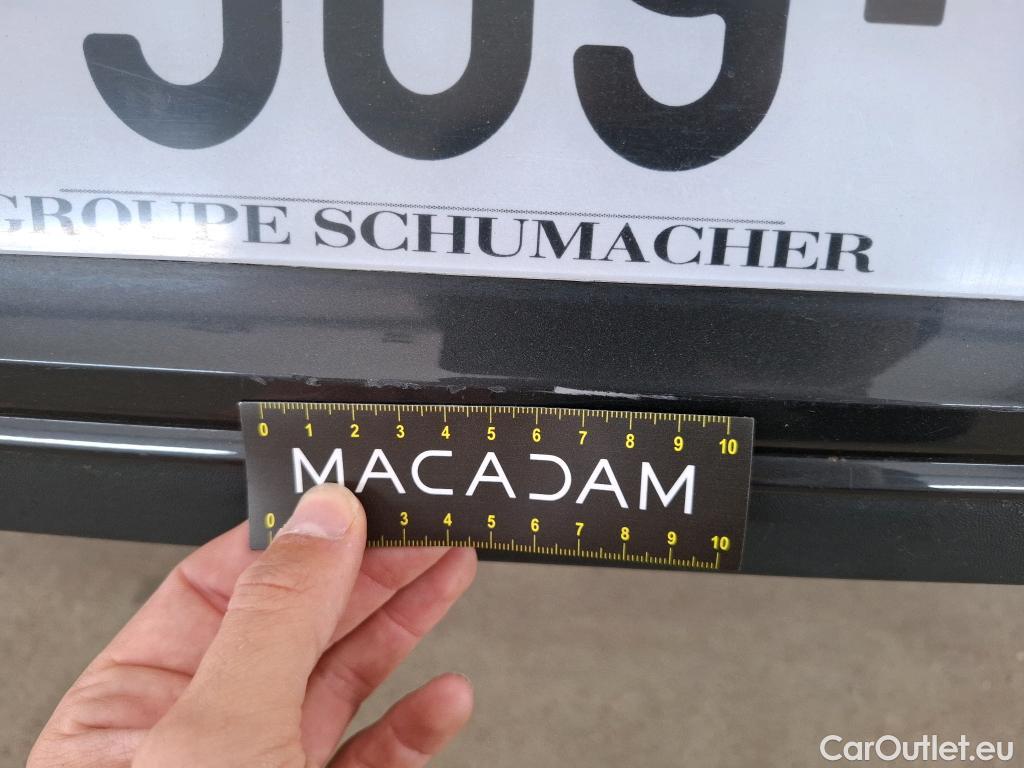 GROUPE SCHUMACHER
0 1 2 3 4 5 6 7 8 9 10
MACADAM
0 3 4 5 6 7 8 9 10
CarOutlet.eu